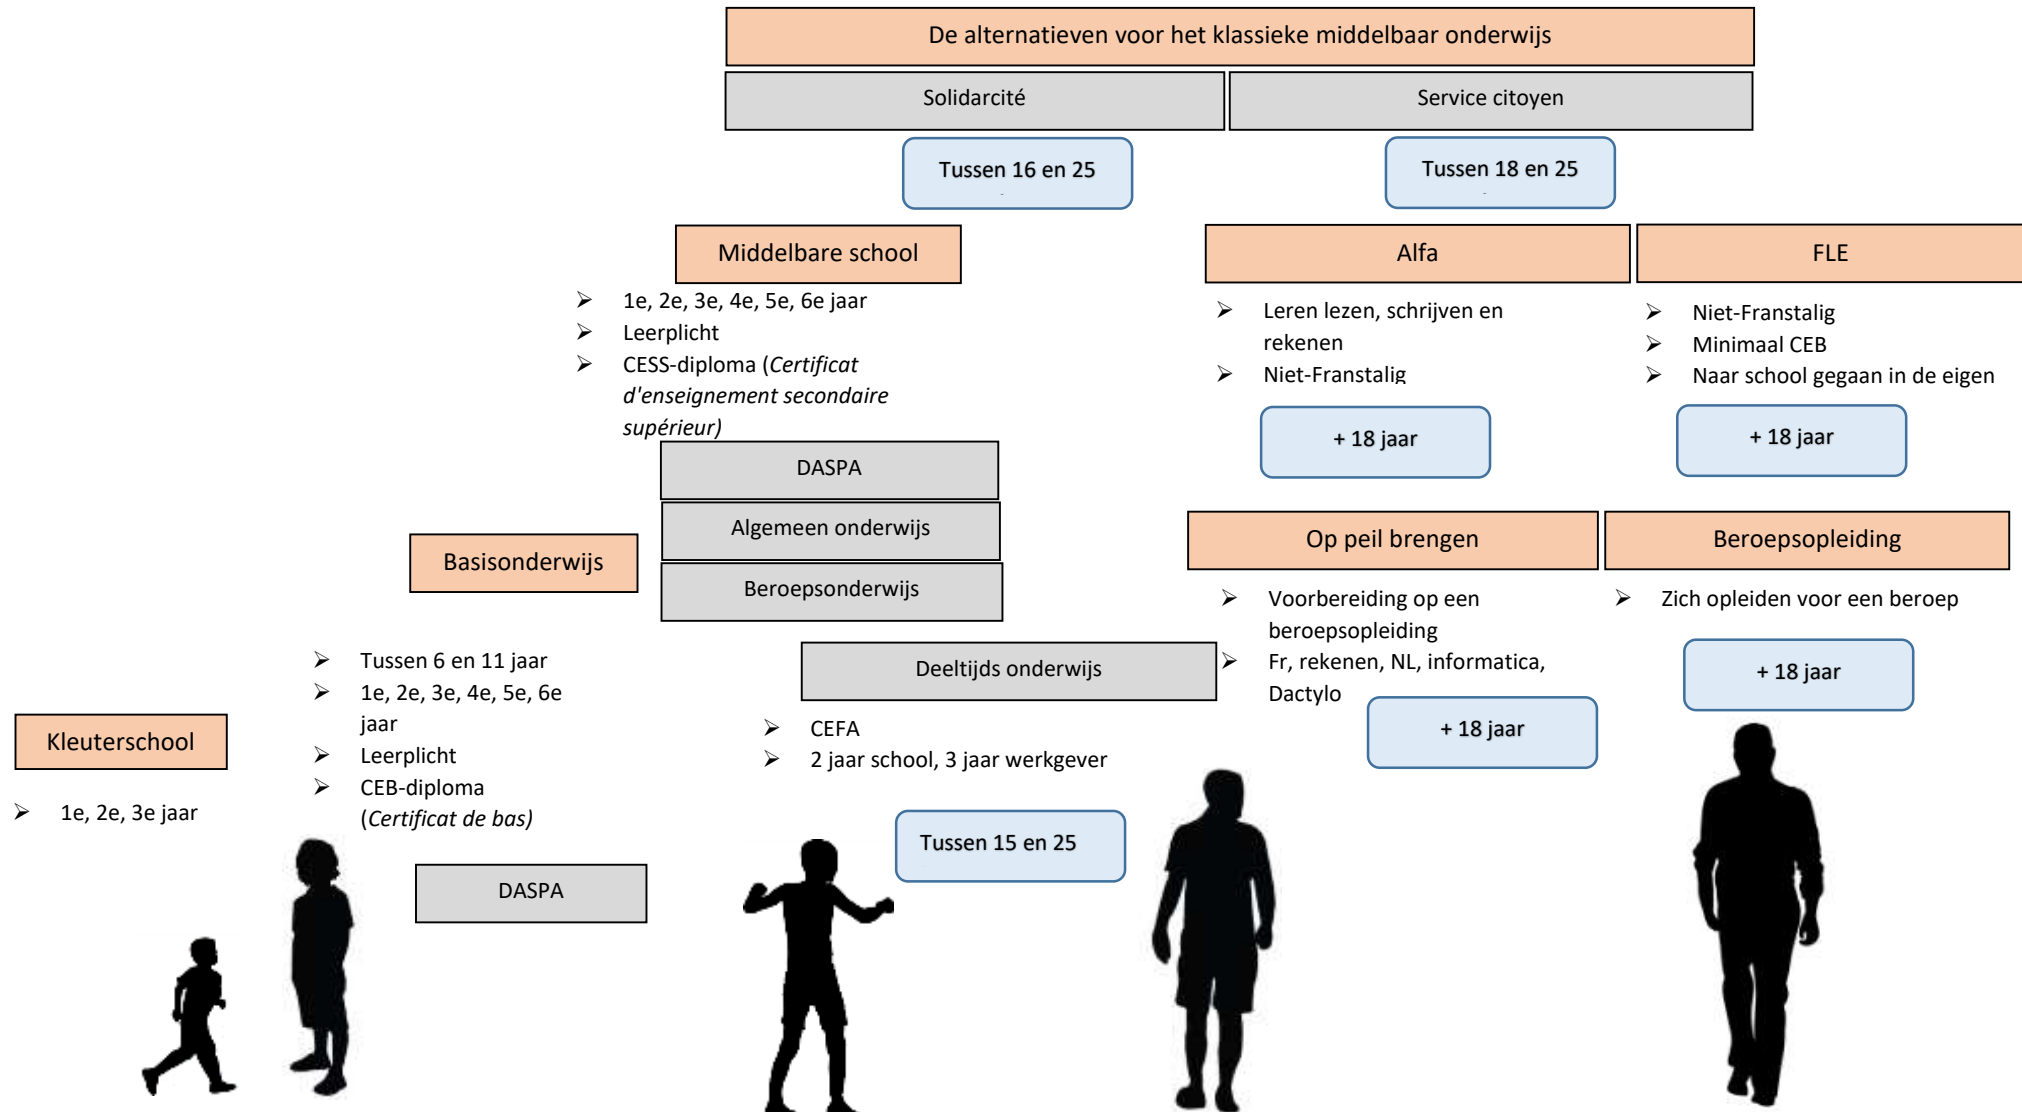 De alternatieven voor het klassieke middelbaar onderwijs
Solidarcité
Service citoyen
Tussen 16 en 25
Tussen 18 en 25
Middelbare school
➢ 1e, 2e, 3e, 4e, 5e, 6e jaar
➢ Leerplicht
➢ CESS-diploma (Certificat
d'enseignement secondaire
supérieur)
DASPA
Algemeen onderwijs
Beroepsonderwijs
Alfa
➢ Leren lezen, schrijven en
rekenen
➢ Niet-Franstalig
+ 18 jaar
FLE
➢ Niet-Franstalig
➢ Minimaal CEB
➢ Naar school gegaan in de eigen
+ 18 jaar
Basisonderwijs
➢ Tussen 6 en 11 jaar
➢ 1e, 2e, 3e, 4e, 5e, 6e
jaar
➢ Leerplicht
➢ CEB-diploma
(Certificat de bas)
DASPA
Deeltijds onderwijs
➢ CEFA
➢ 2 jaar school, 3 jaar werkgever
Tussen 15 en 25
Op peil brengen
➢ Voorbereiding op een
beroepsopleiding
➢ Fr, rekenen, NL, informatica,
Dactylo
+ 18 jaar
Beroepsopleiding
➢ Zich opleiden voor een beroep
+ 18 jaar
Kleuterschool
➢ 1e, 2e, 3e jaar